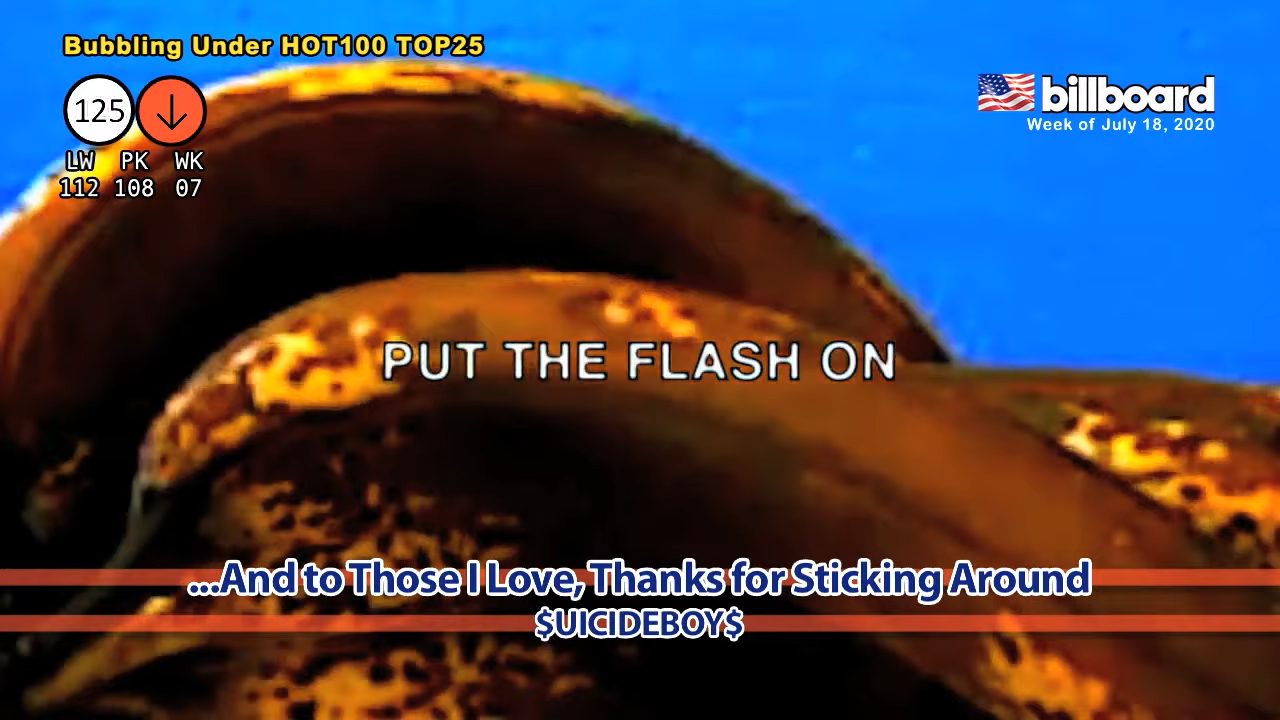 Bubbling Under HOT100 TOP25
125
LW PK WK
112 108 07
billboard
Week of July 18, 2020
PUT THE FLASH ON
...And to Those I Love, Thanks for Sticking Around
$UICIDEBOY$